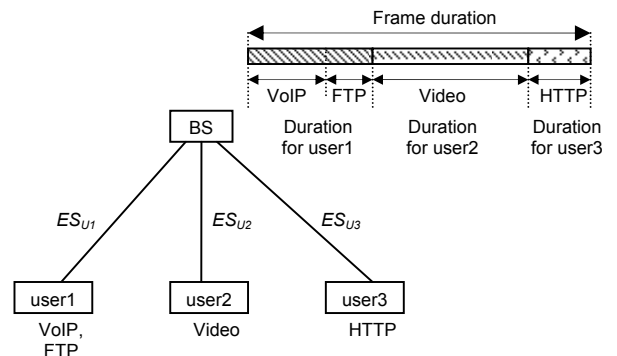 Frame duration
VoIP FTP Video HTTP
Duration for user1
Duration for user2
Duration for user3
BS
ESU1 ESU2 ESU3
user1 user2 user3
VoIP, FTP
Video
HTTP